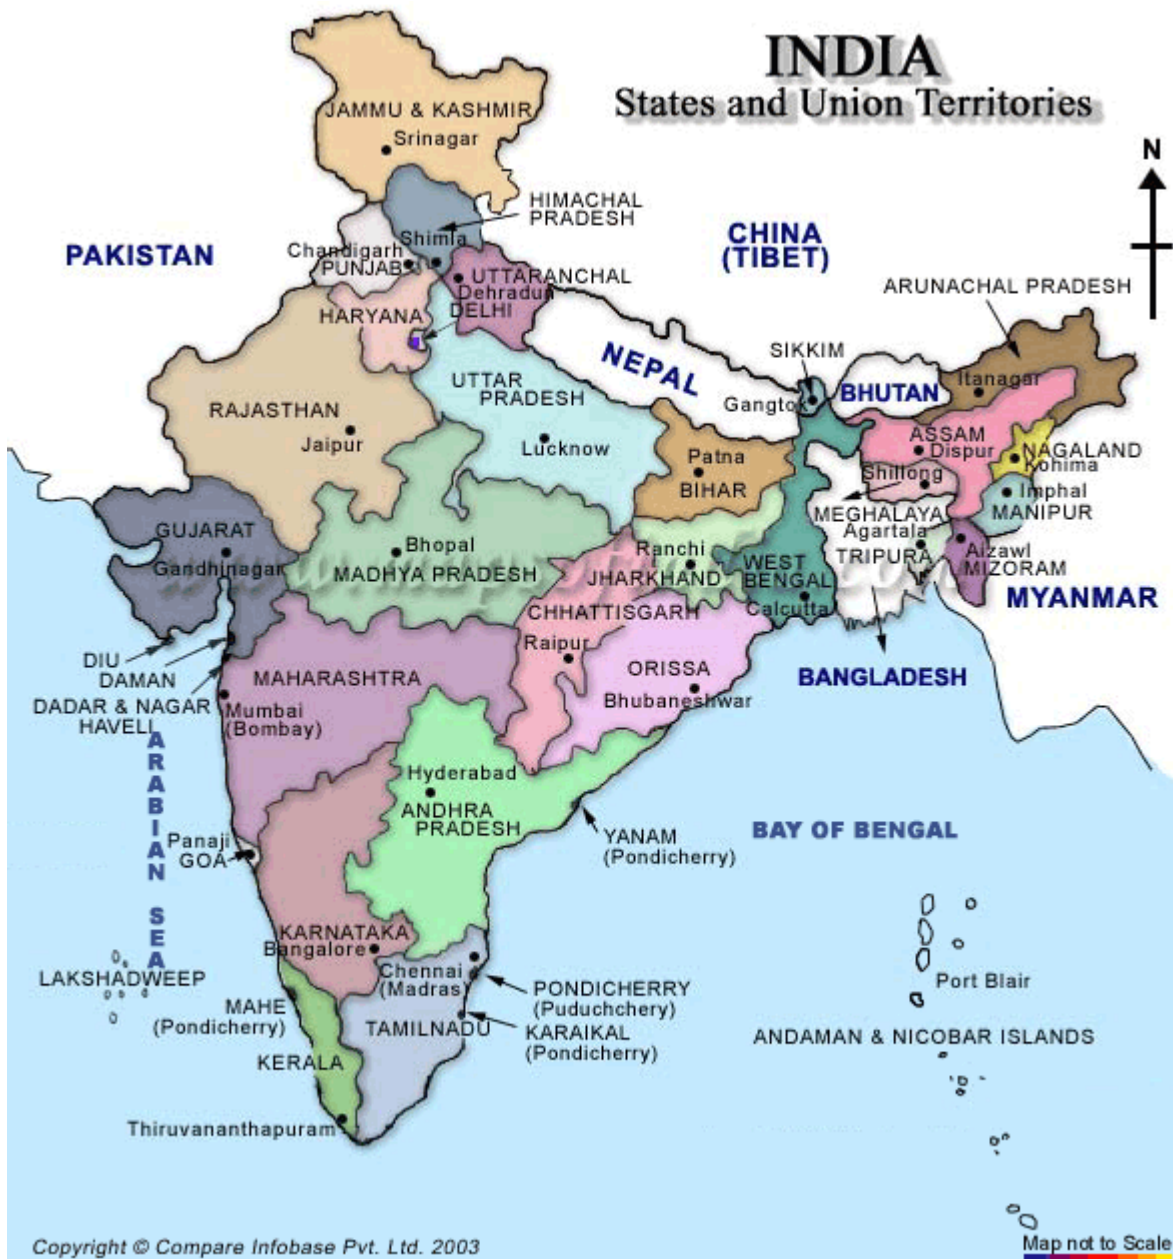 INDIA
States and Union Territories
N
JAMMU & KASHMIR
Srinagar
HIMACHAL
PRADESH
Shimla
PAKISTAN
CHINA
(TIBET)
Chandigarh
PUNJAB
UTTARANCHAL
Dehradun
ARUNACHAL PRADESH
HARYANA
DELHI
NEPAL
SIKKIM
Gangtok
BHUTAN
Itanagar
UTTAR
PRADESH
Lucknow
RAJASTHAN
Jaipur
Patna
BIHAR
ASSAM
Dispur
NAGALAND
Kohima
Shillong
MEGHALAYA
Imphal
MANIPUR
GUJARAT
Gandhinagar
Bhopal
MADHYA PRADESH
Ranchi
JHARKHAND
WEST
BENGAL
Calcutta
Agartala
TRIPURA
Aizawl
MIZORAM
MYANMAR
CHHATTISGARH
Raipur
ORISSA
Bhubaneshwar
BANGLADESH
DIU
DAMAN
DADAR & NAGAR
HAVELI
MAHARASHTRA
Mumbai
(Bombay)
ARABIAN SEA
Hyderabad
ANDHRA
PRADESH
YANAM
(Pondicherry)
BAY OF BENGAL
Panaji
GOA
KARNATAKA
Bangalore
LAKSHADWEEP
Chennai
(Madras)
PONDICHERRY
(Puduchchery)
Port Blair
MAHE
(Pondicherry)
TAMILNADU
KARAIKAL
(Pondicherry)
ANDAMAN & NICOBAR ISLANDS
KERALA
Thiruvananthapuram
Copyright © Compare Infobase Pvt. Ltd. 2003
Map not to Scale